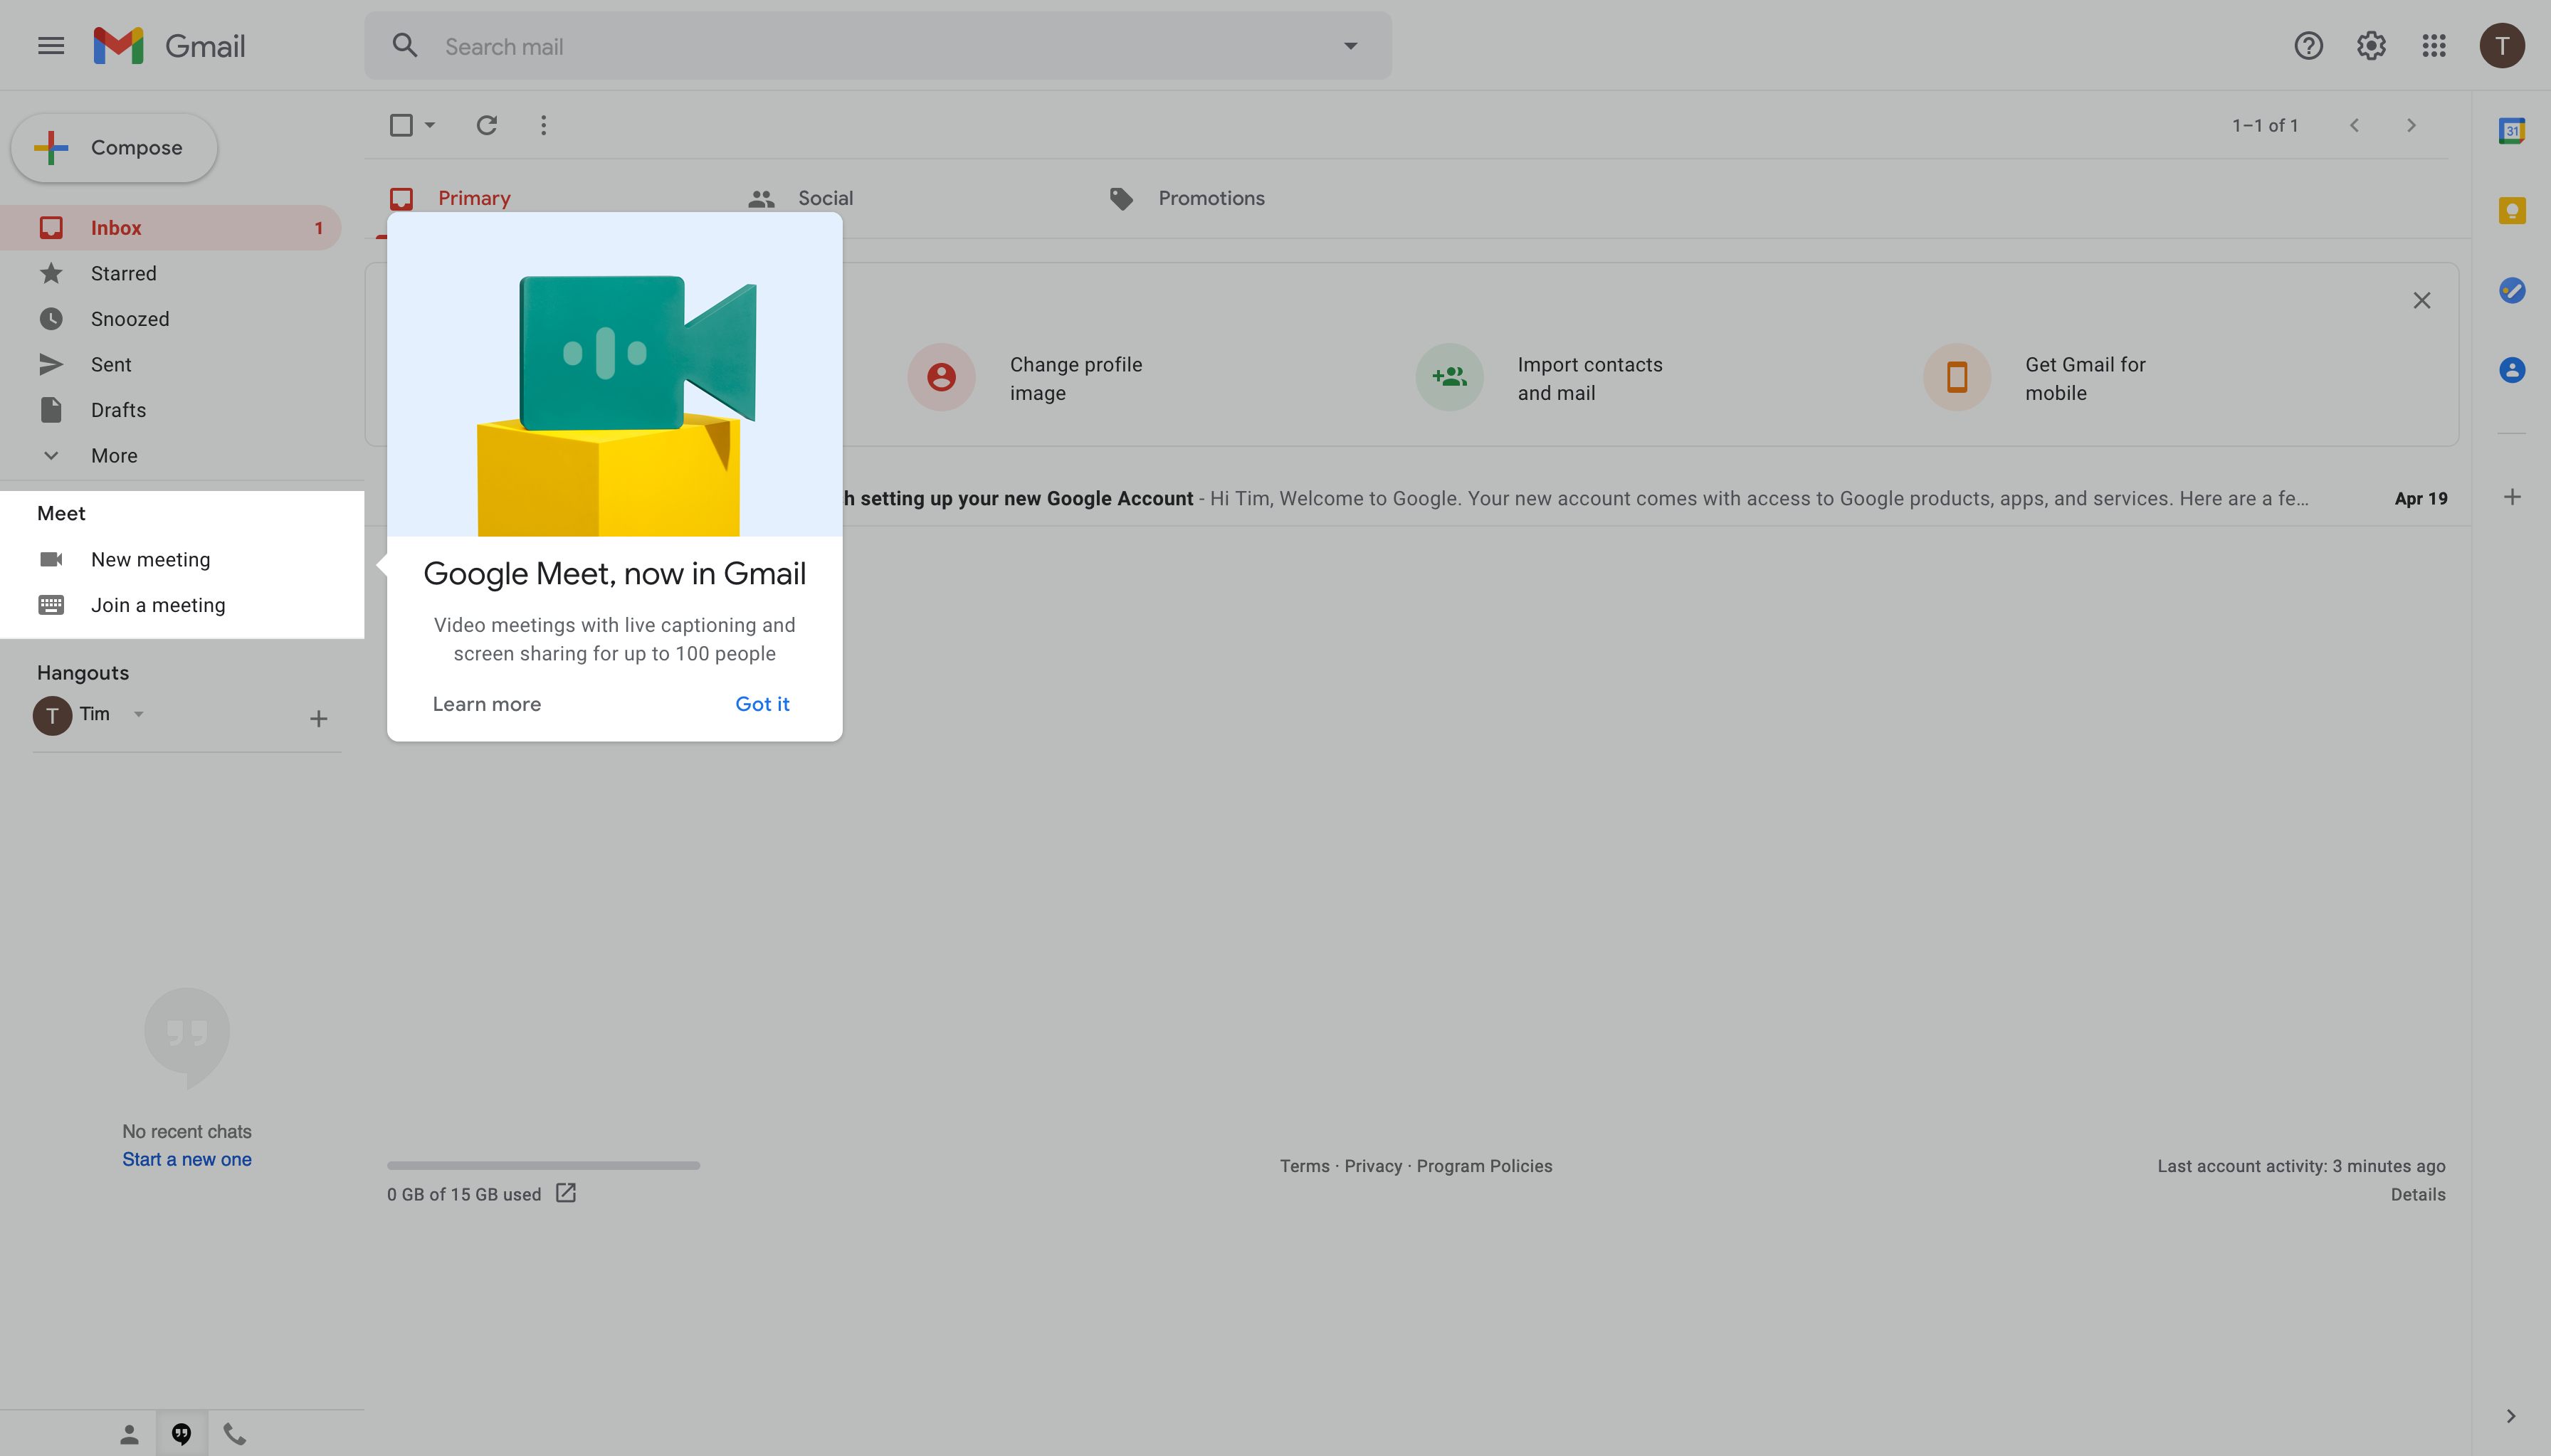 Gmail
Search mail
T
Compose
1–1 of 1
31
Primary
Social
Promotions
Inbox 1
Starred
Snoozed
Sent
Drafts
More
Change profile
image
Import contacts
and mail
Get Gmail for
mobile
h setting up your new Google Account - Hi Tim, Welcome to Google. Your new account comes with access to Google products, apps, and services. Here are a fe... Apr 19
Meet
New meeting
Join a meeting
Google Meet, now in Gmail
Video meetings with live captioning and
screen sharing for up to 100 people
Learn more
Got it
Hangouts
T Tim
No recent chats
Start a new one
0 GB of 15 GB used
Terms · Privacy · Program Policies
Last account activity: 3 minutes ago
Details